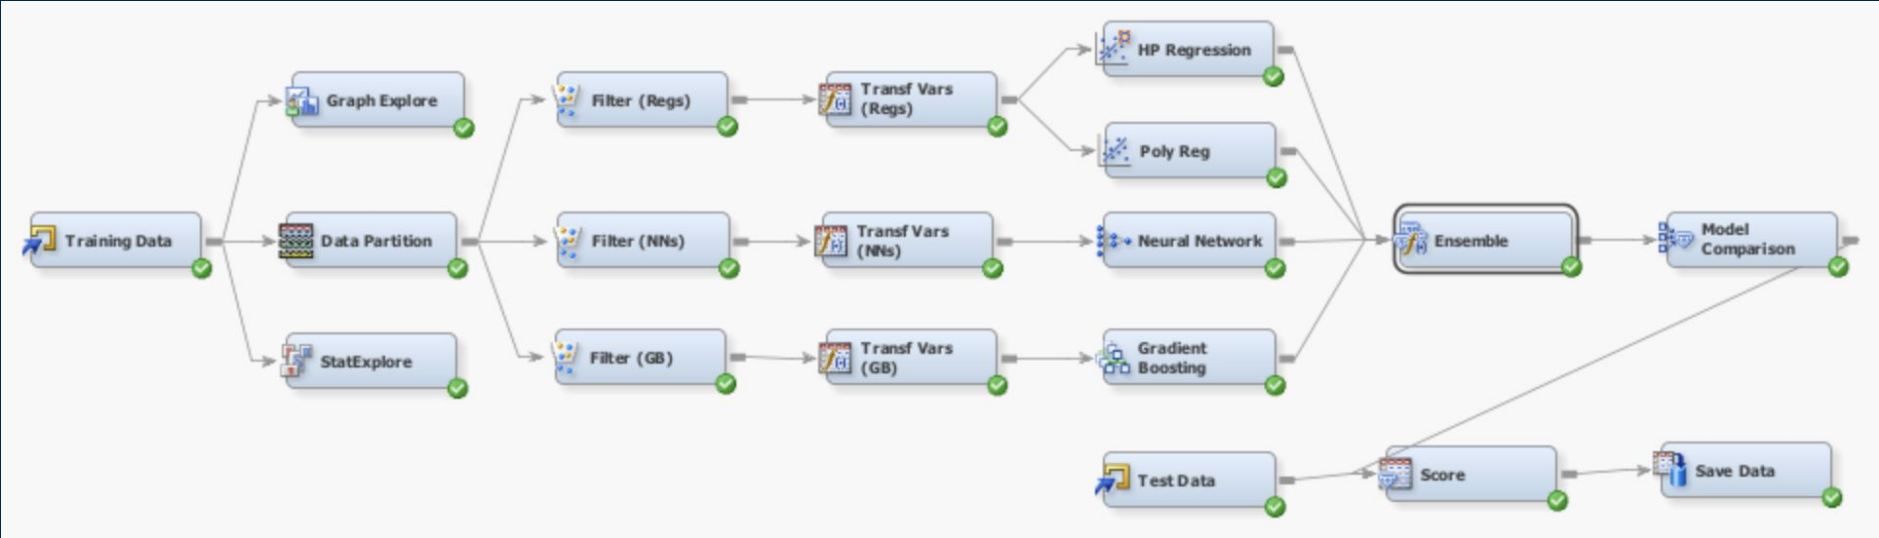 HP Regression
Graph Explore
Filter (Regs)
Transf Vars
(Regs)
Poly Reg
Training Data
Data Partition
Filter (NNs)
Transf Vars
(NNs)
Neural Network
Ensemble
Model
Comparison
StatExplore
Filter (GB)
Transf Vars
(GB)
Gradient
Boosting
Test Data
Score
Save Data